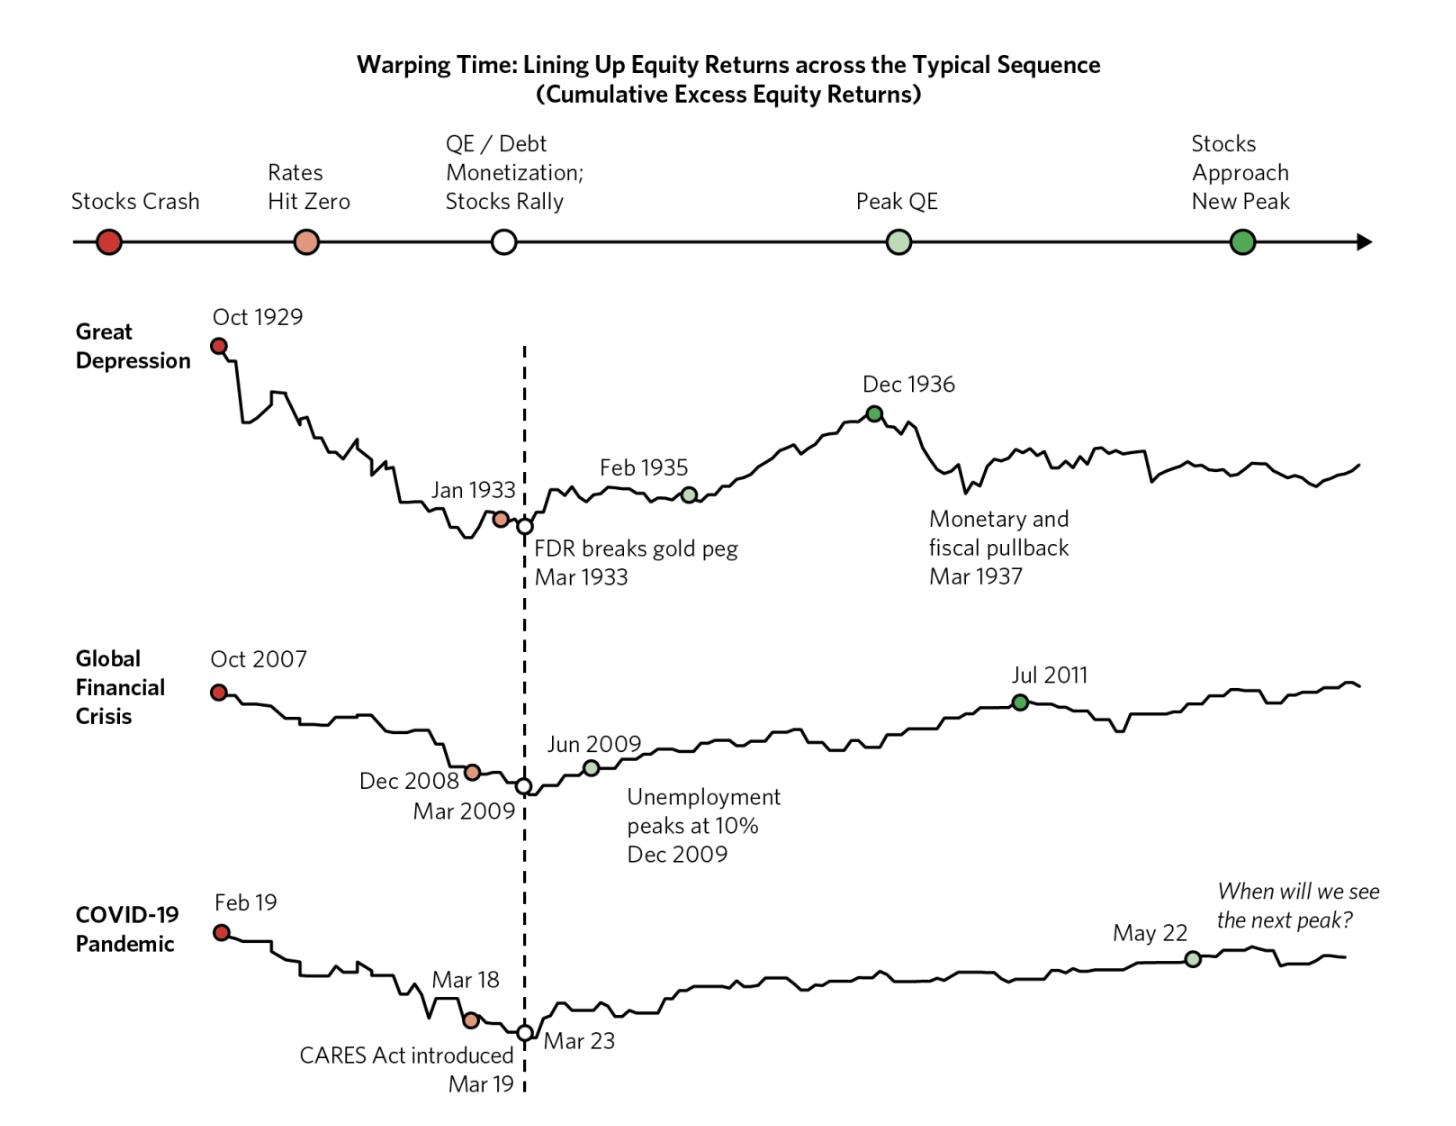 Warping Time: Lining Up Equity Returns across the Typical Sequence
(Cumulative Excess Equity Returns)
Stocks Crash
Rates
Hit Zero
QE / Debt
Monetization;
Stocks Rally
Peak QE
Stocks
Approach
New Peak
Great
Depression
Oct 1929
Jan 1933
FDR breaks gold peg
Mar 1933
Feb 1935
Dec 1936
Monetary and
fiscal pullback
Mar 1937
Global
Financial
Crisis
Oct 2007
Dec 2008
Mar 2009
Jun 2009
Unemployment
peaks at 10%
Dec 2009
Jul 2011
COVID-19
Pandemic
Feb 19
Mar 18
CARES Act introduced
Mar 19
Mar 23
May 22
When will we see
the next peak?